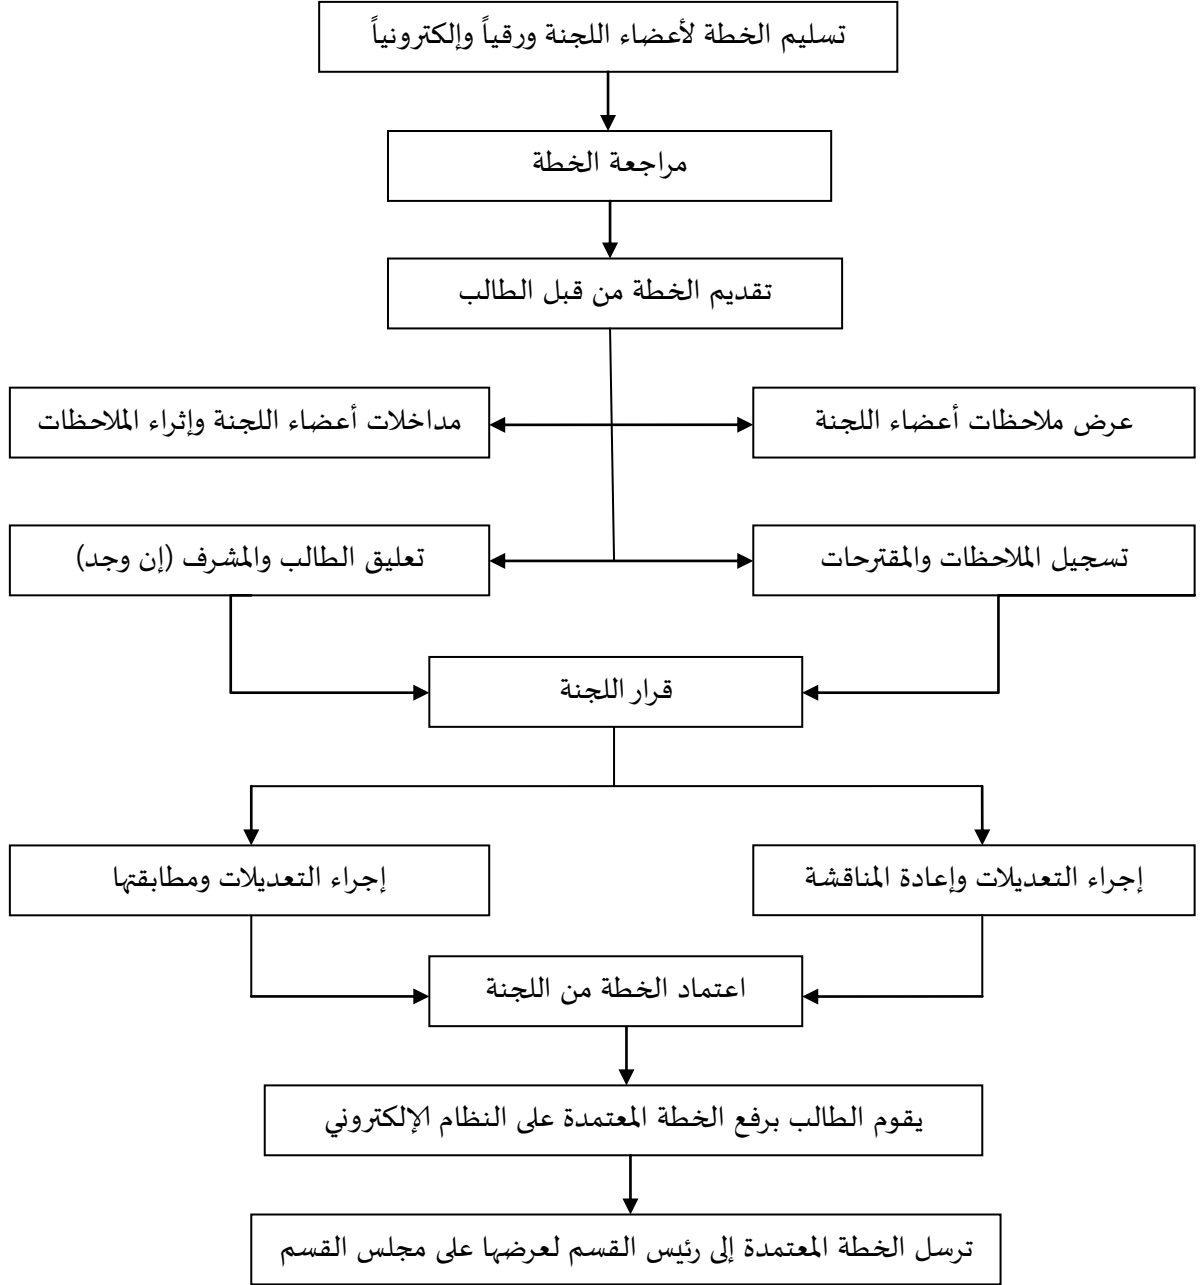 تسليم الخطة لأعضاء اللجنة ورقياً وإلكترونياً
مراجعة الخطة
تقديم الخطة من قبل الطالب
عرض ملاحظات أعضاء اللجنة
مداخلات أعضاء اللجنة وإثراء الملاحظات
تسجيل الملاحظات والمقترحات
تعليق الطالب والمشرف (إن وجد)
قرار اللجنة
إجراء التعديلات وإعادة المناقشة
إجراء التعديلات ومطابقتها
اعتماد الخطة من اللجنة
يقوم الطالب برفع الخطة المعتمدة على النظام الإلكتروني
ترسل الخطة المعتمدة إلى رئيس القسم لعرضها على مجلس القسم